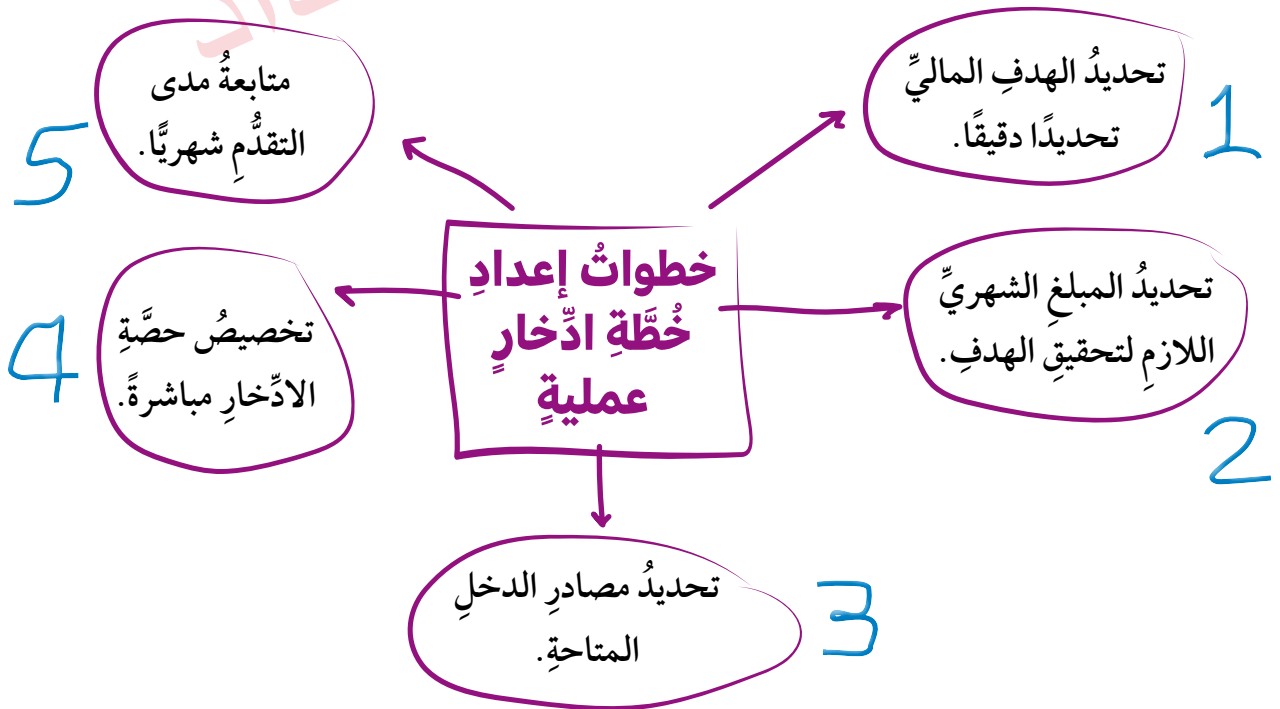 خطواتُ إعدادِ
خُطَّةِ ادِّخارٍ
عمليةٍ
1
تحديدُ الهدفِ الماليِّ
تحديدًا دقيقًا.
2
تحديدُ المبلغِ الشهريِّ
اللازمِ لتحقيقِ الهدفِ.
3
تحديدُ مصادرِ الدخلِ
المتاحةِ.
4
تخصيصُ حصَّةِ
الادِّخارِ مباشرةً.
5
متابعةُ مدى
التقدُّمِ شهريًّا.